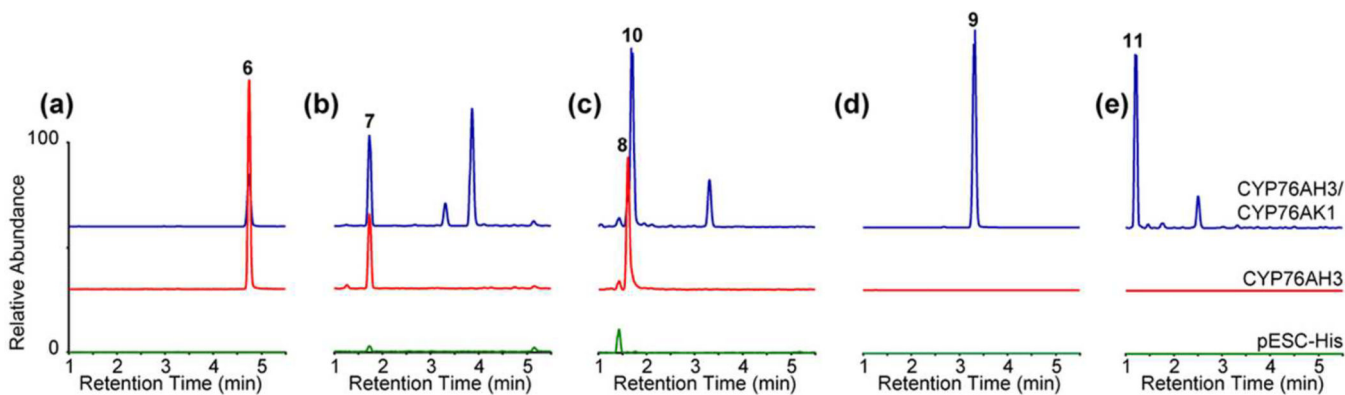 6
(a)
(b)
7
(c)
10
8
(d)
9
(e)
11
100
0
Relative Abundance
CYP76AH3/
CYP76AK1
CYP76AH3
pESC-His
1 2 3 4 5
1 2 3 4 5
1 2 3 4 5
1 2 3 4 5
1 2 3 4 5
Retention Time (min)
Retention Time (min)
Retention Time (min)
Retention Time (min)
Retention Time (min)